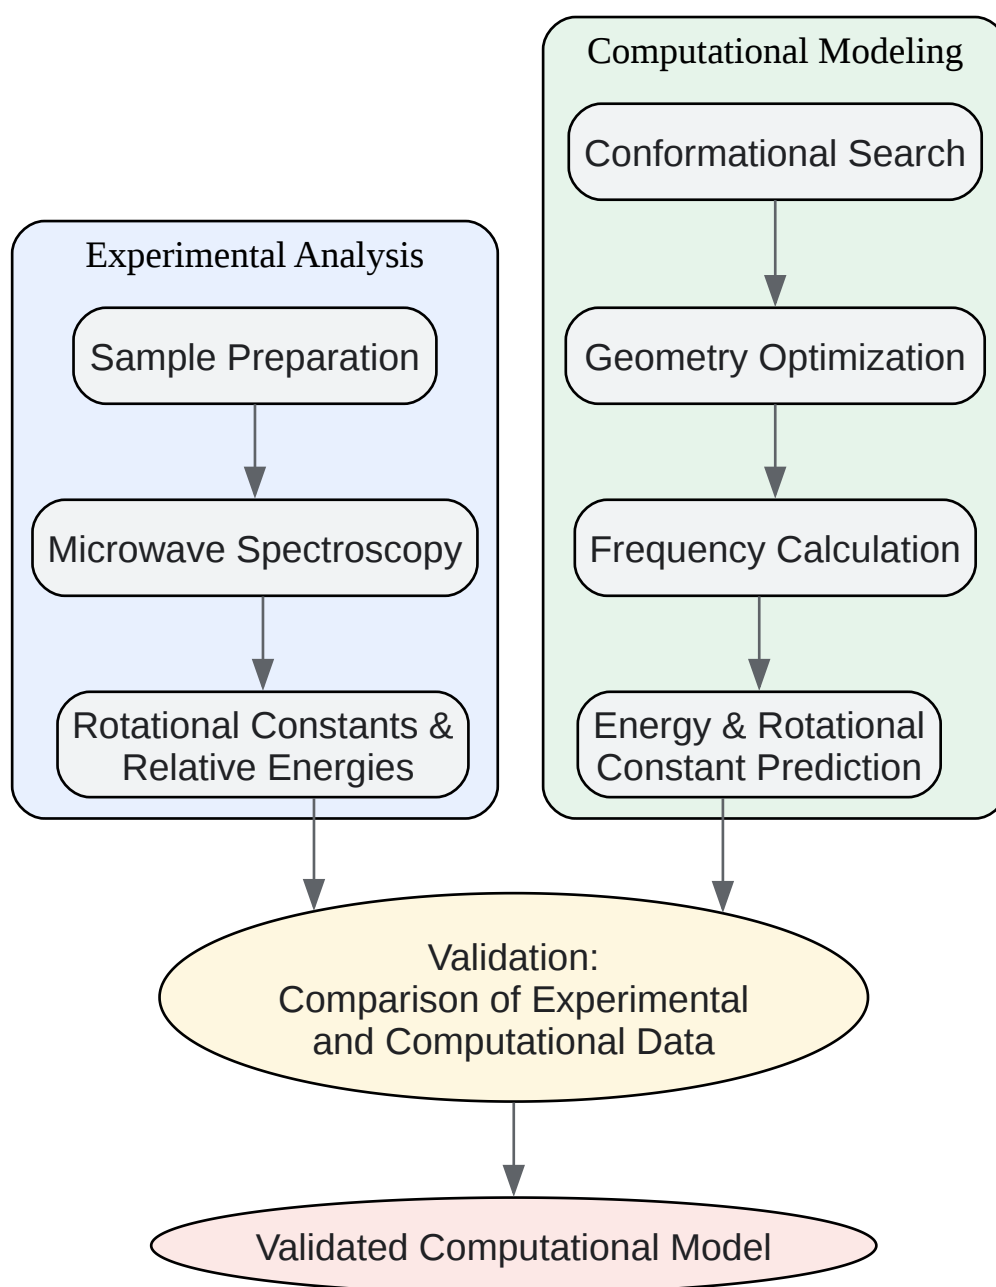 Computational Modeling
Conformational Search
Geometry Optimization
Frequency Calculation
Energy & Rotational
Constant Prediction
Experimental Analysis
Sample Preparation
Microwave Spectroscopy
Rotational Constants &
Relative Energies
Validation:
Comparison of Experimental
and Computational Data
Validated Computational Model